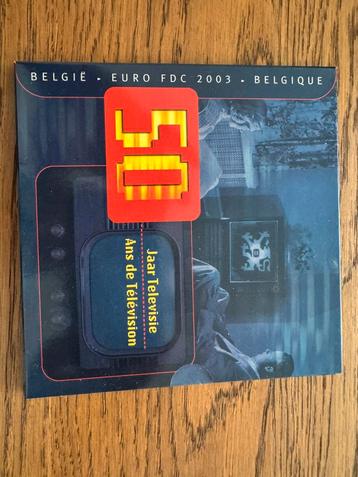 BELGIË - EURO FDC 2003 - BELGIQUE
50
Jaar Televisie
Ans de Télévision